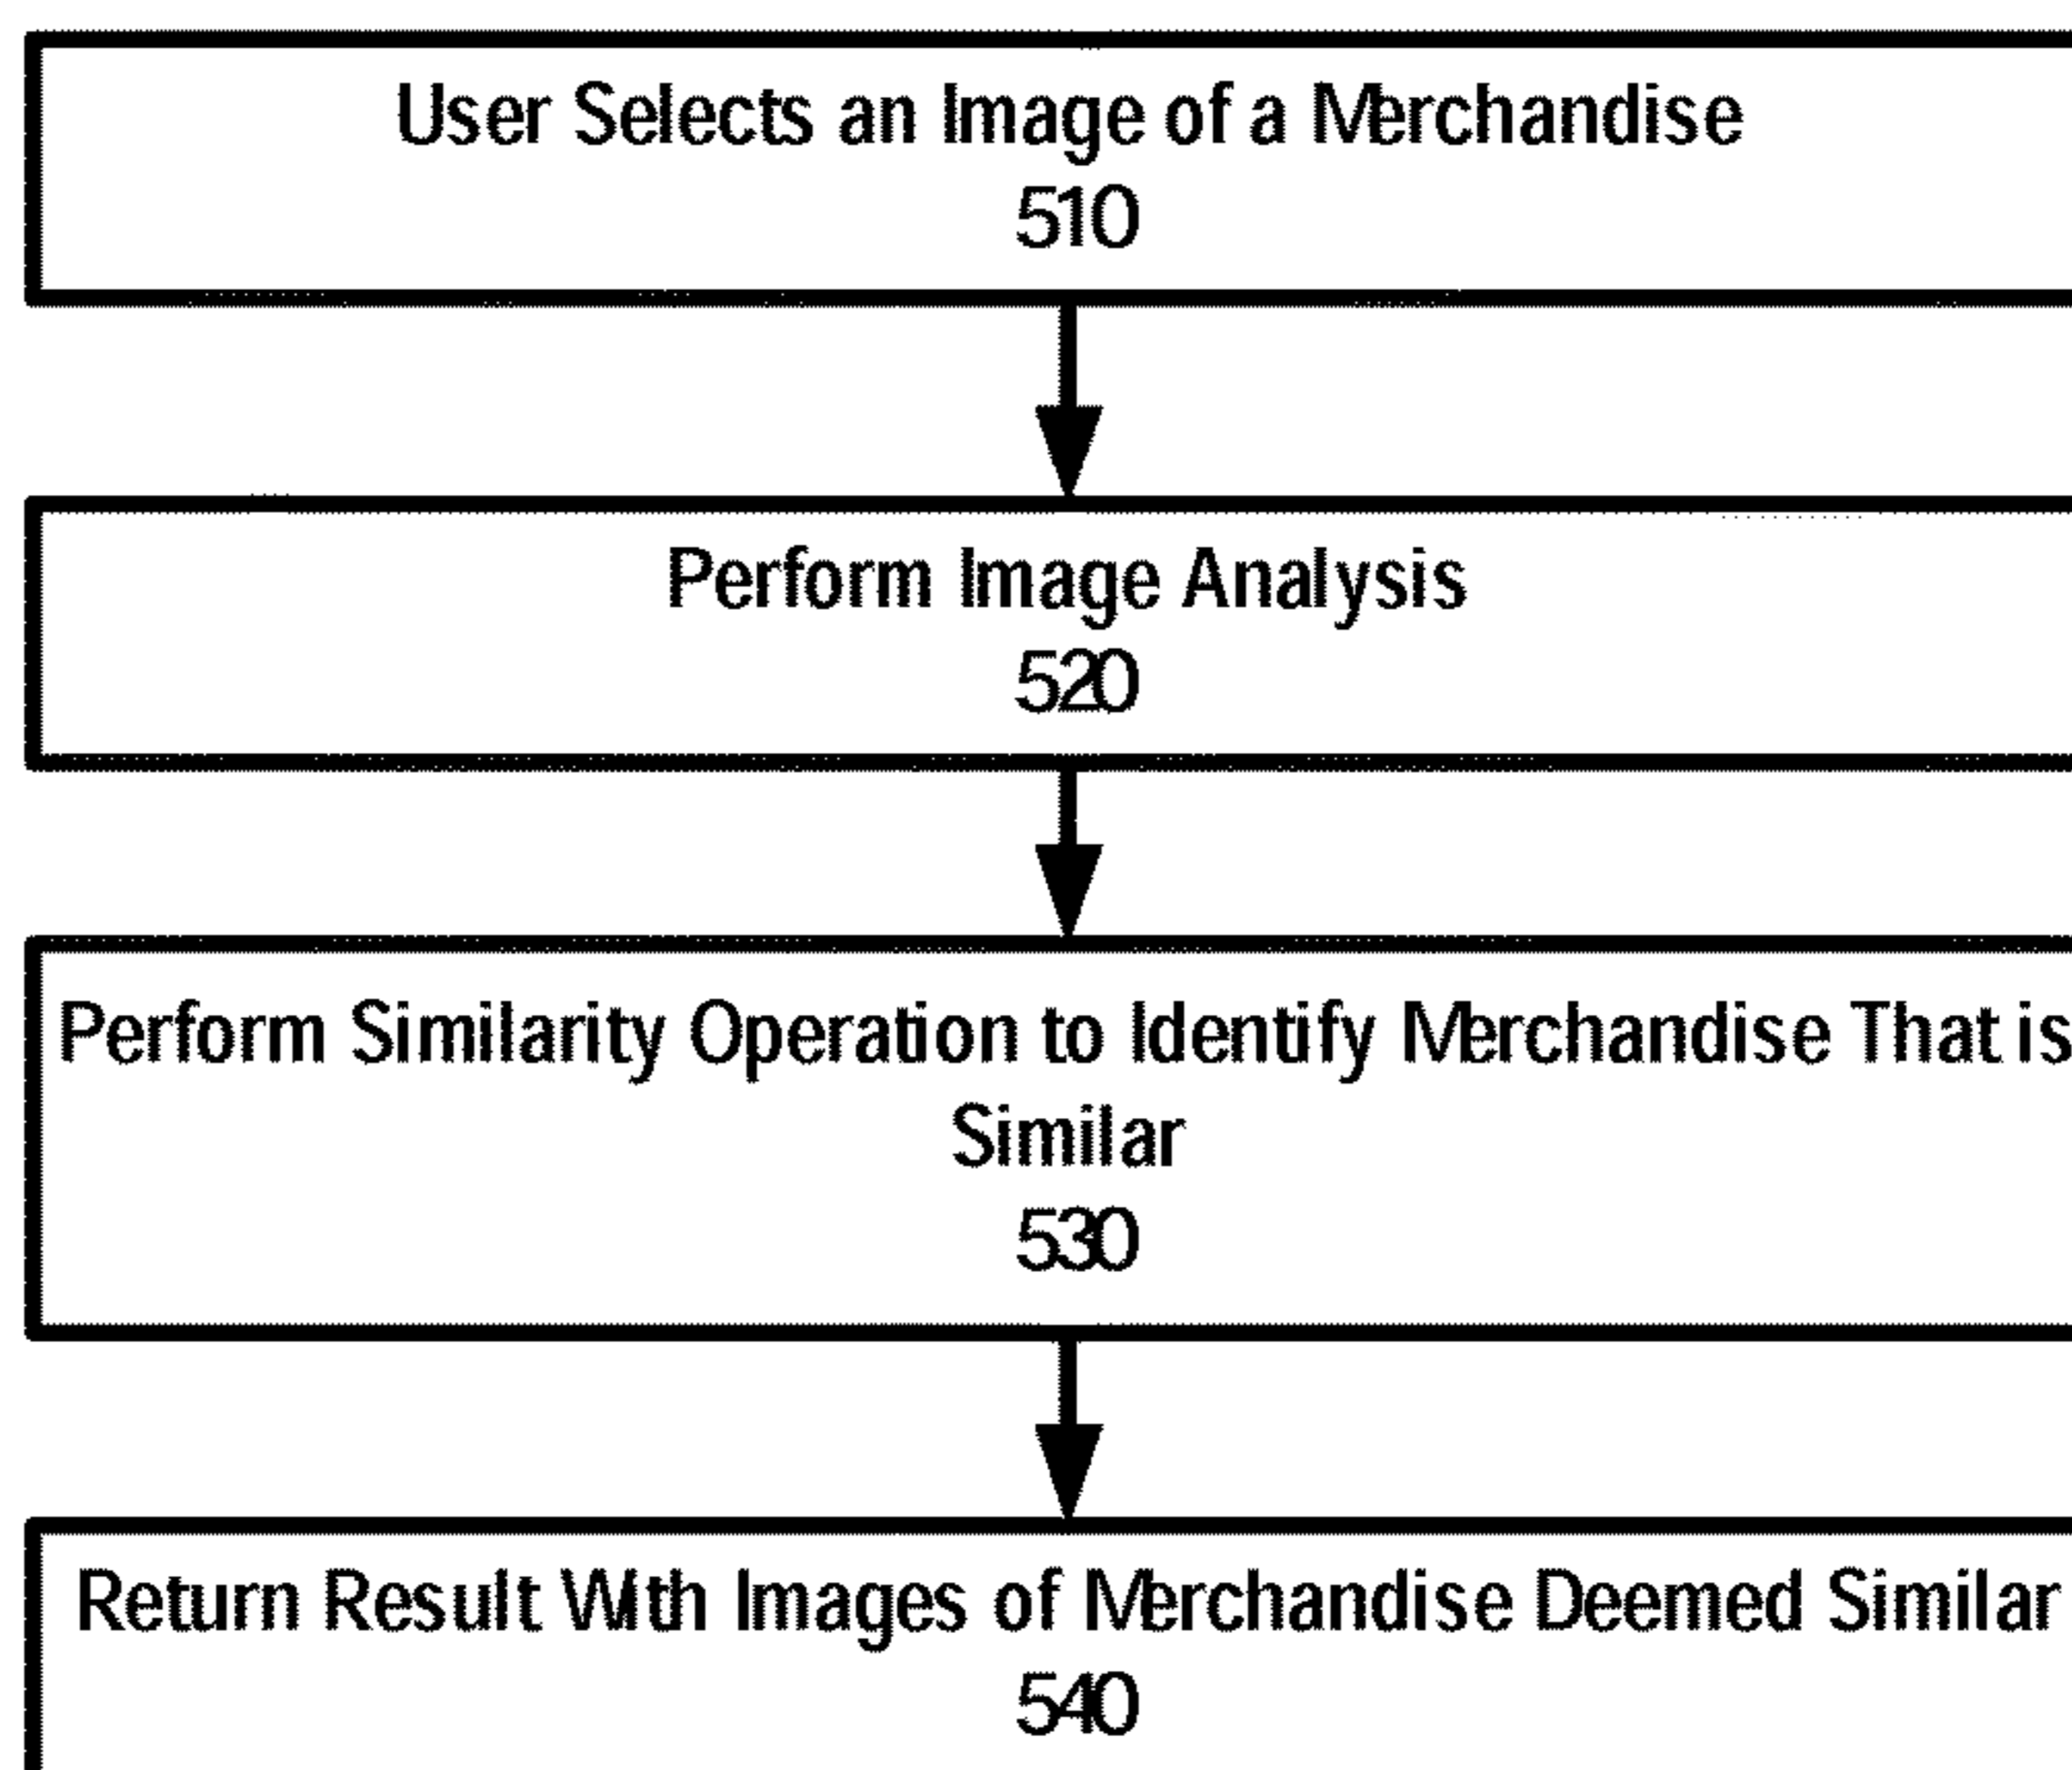 User Selects an Image of a Merchandise
510
Perform Image Analysis
520
Perform Similarity Operation to Identify Merchandise That is
Similar
530
Return Result With Images of Merchandise Deemed Similar
540